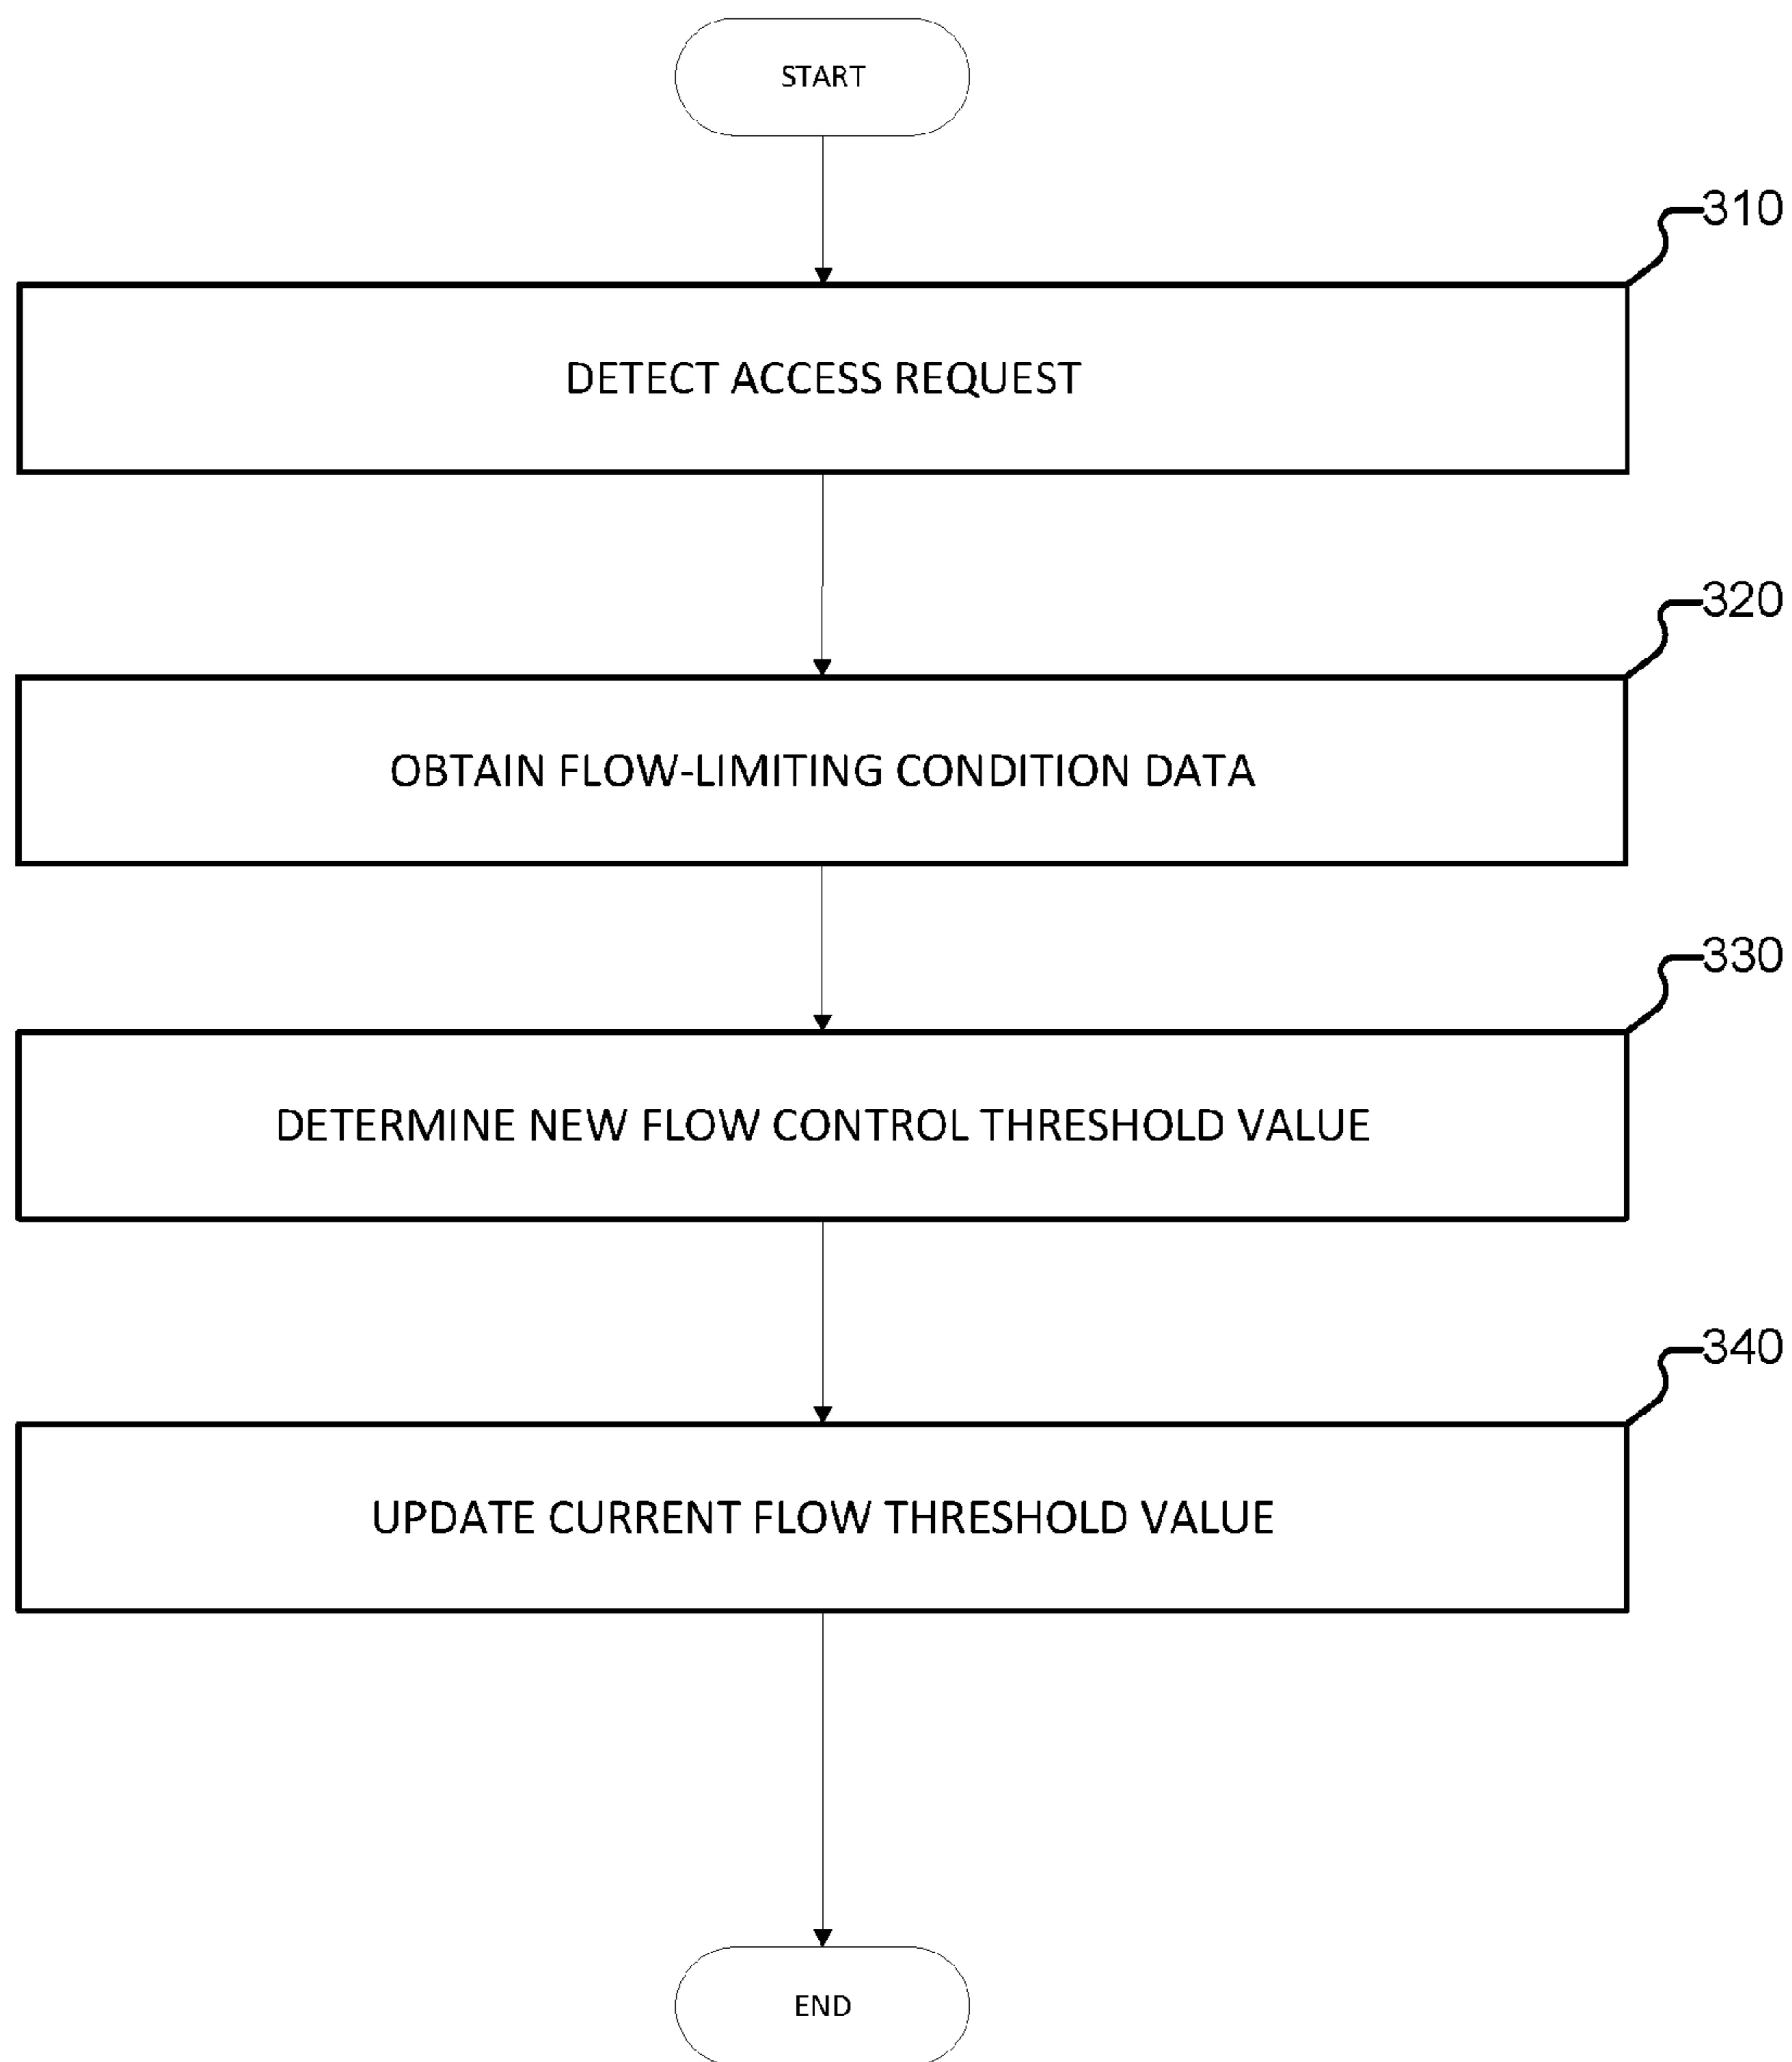 START
310
DETECT ACCESS REQUEST
320
OBTAIN FLOW-LIMITING CONDITION DATA
330
DETERMINE NEW FLOW CONTROL THRESHOLD VALUE
340
UPDATE CURRENT FLOW THRESHOLD VALUE
END